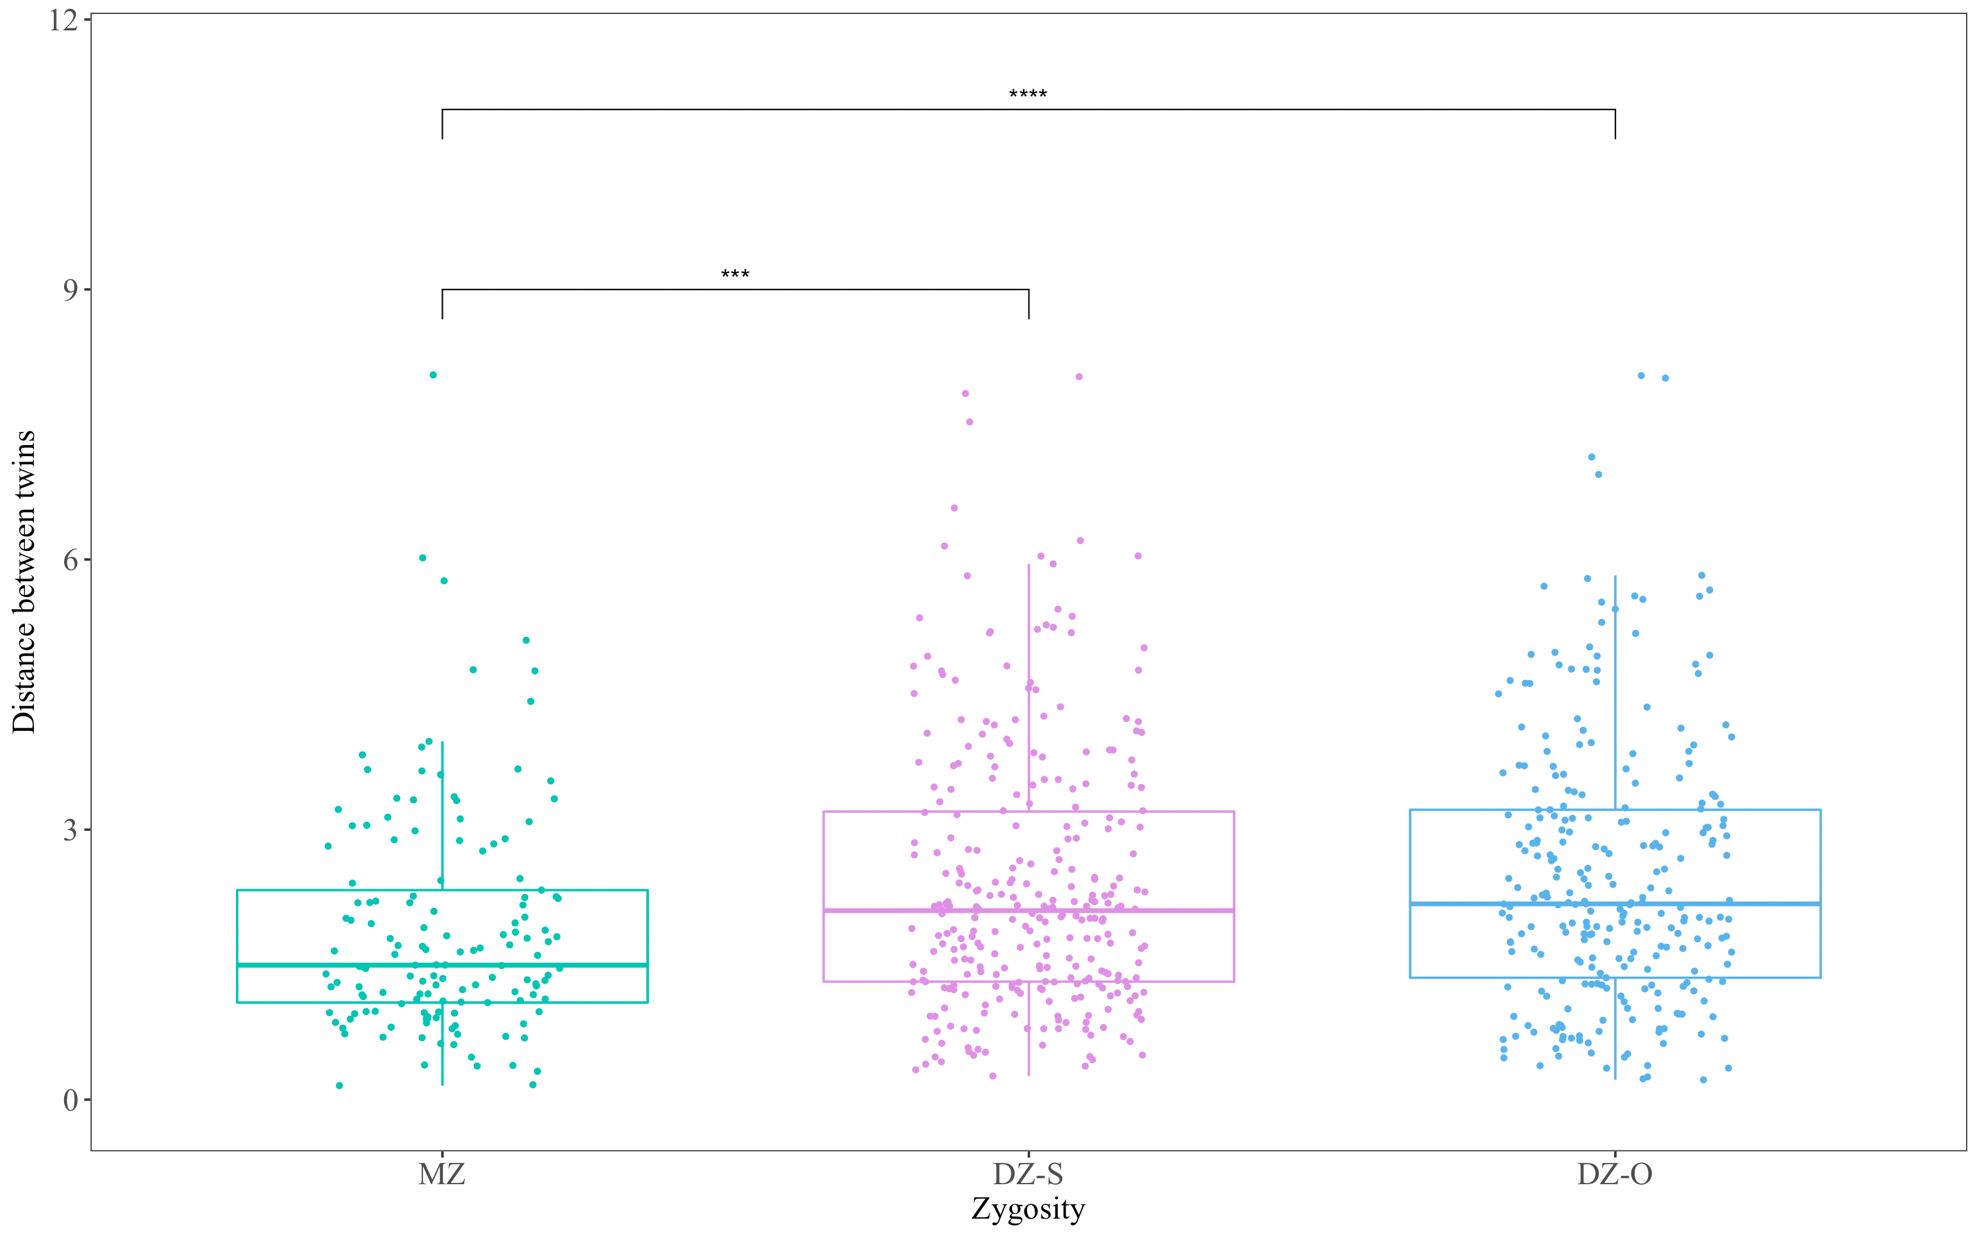 12
****
9
***
6
3
0
Distance between twins
MZ
DZ-S
DZ-O
Zygosity